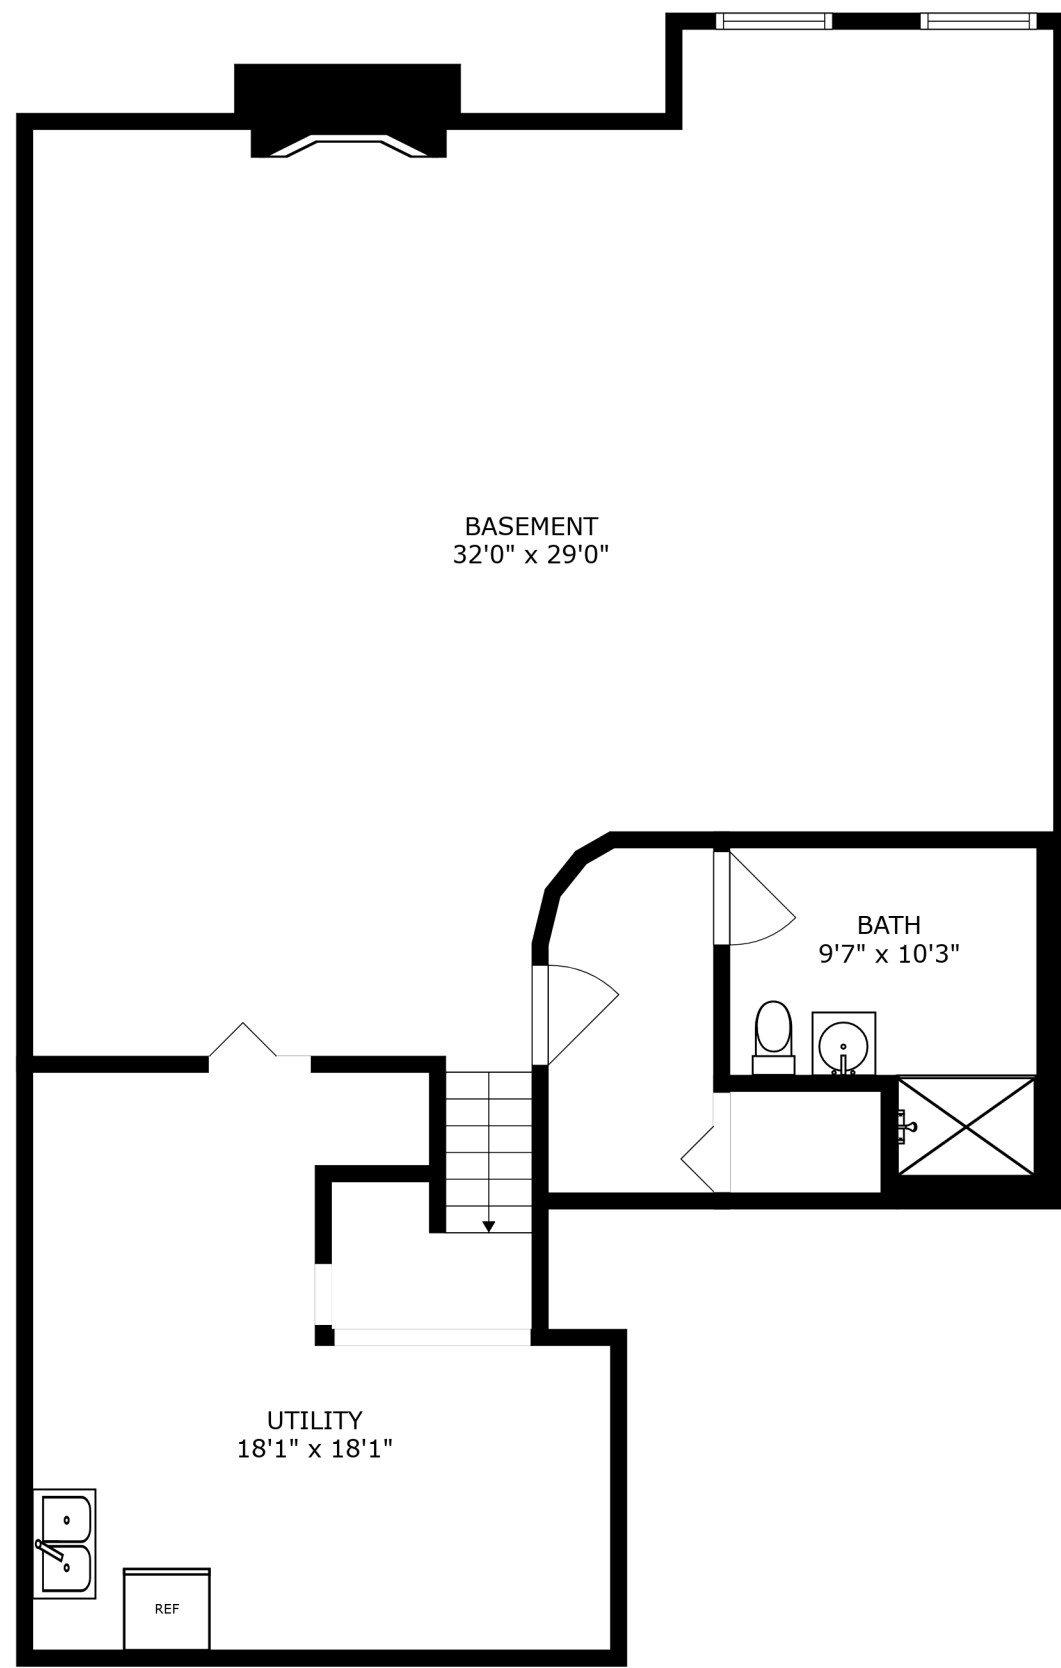 BASEMENT
32'0" x 29'0"
BATH
9'7" x 10'3"
UTILITY
18'1" x 18'1"
REF